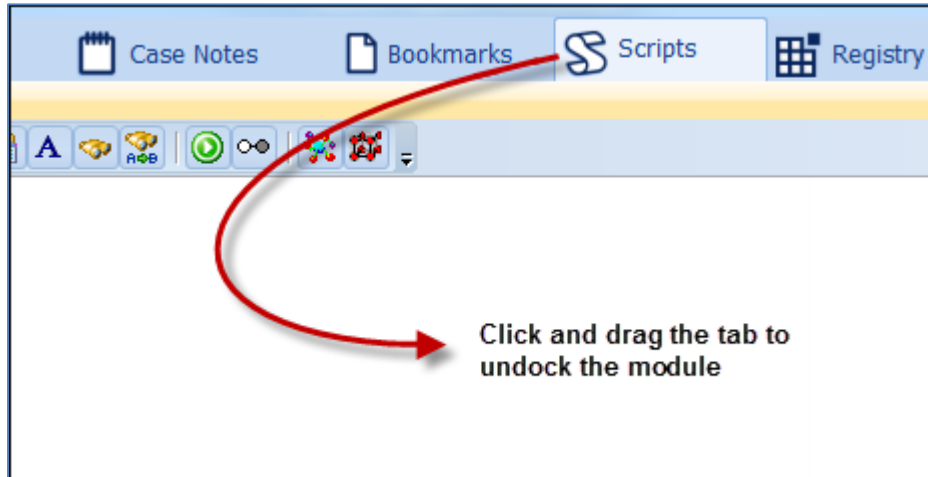 Case Notes Bookmarks Scripts Registry
A A B
Click and drag the tab to
undock the module